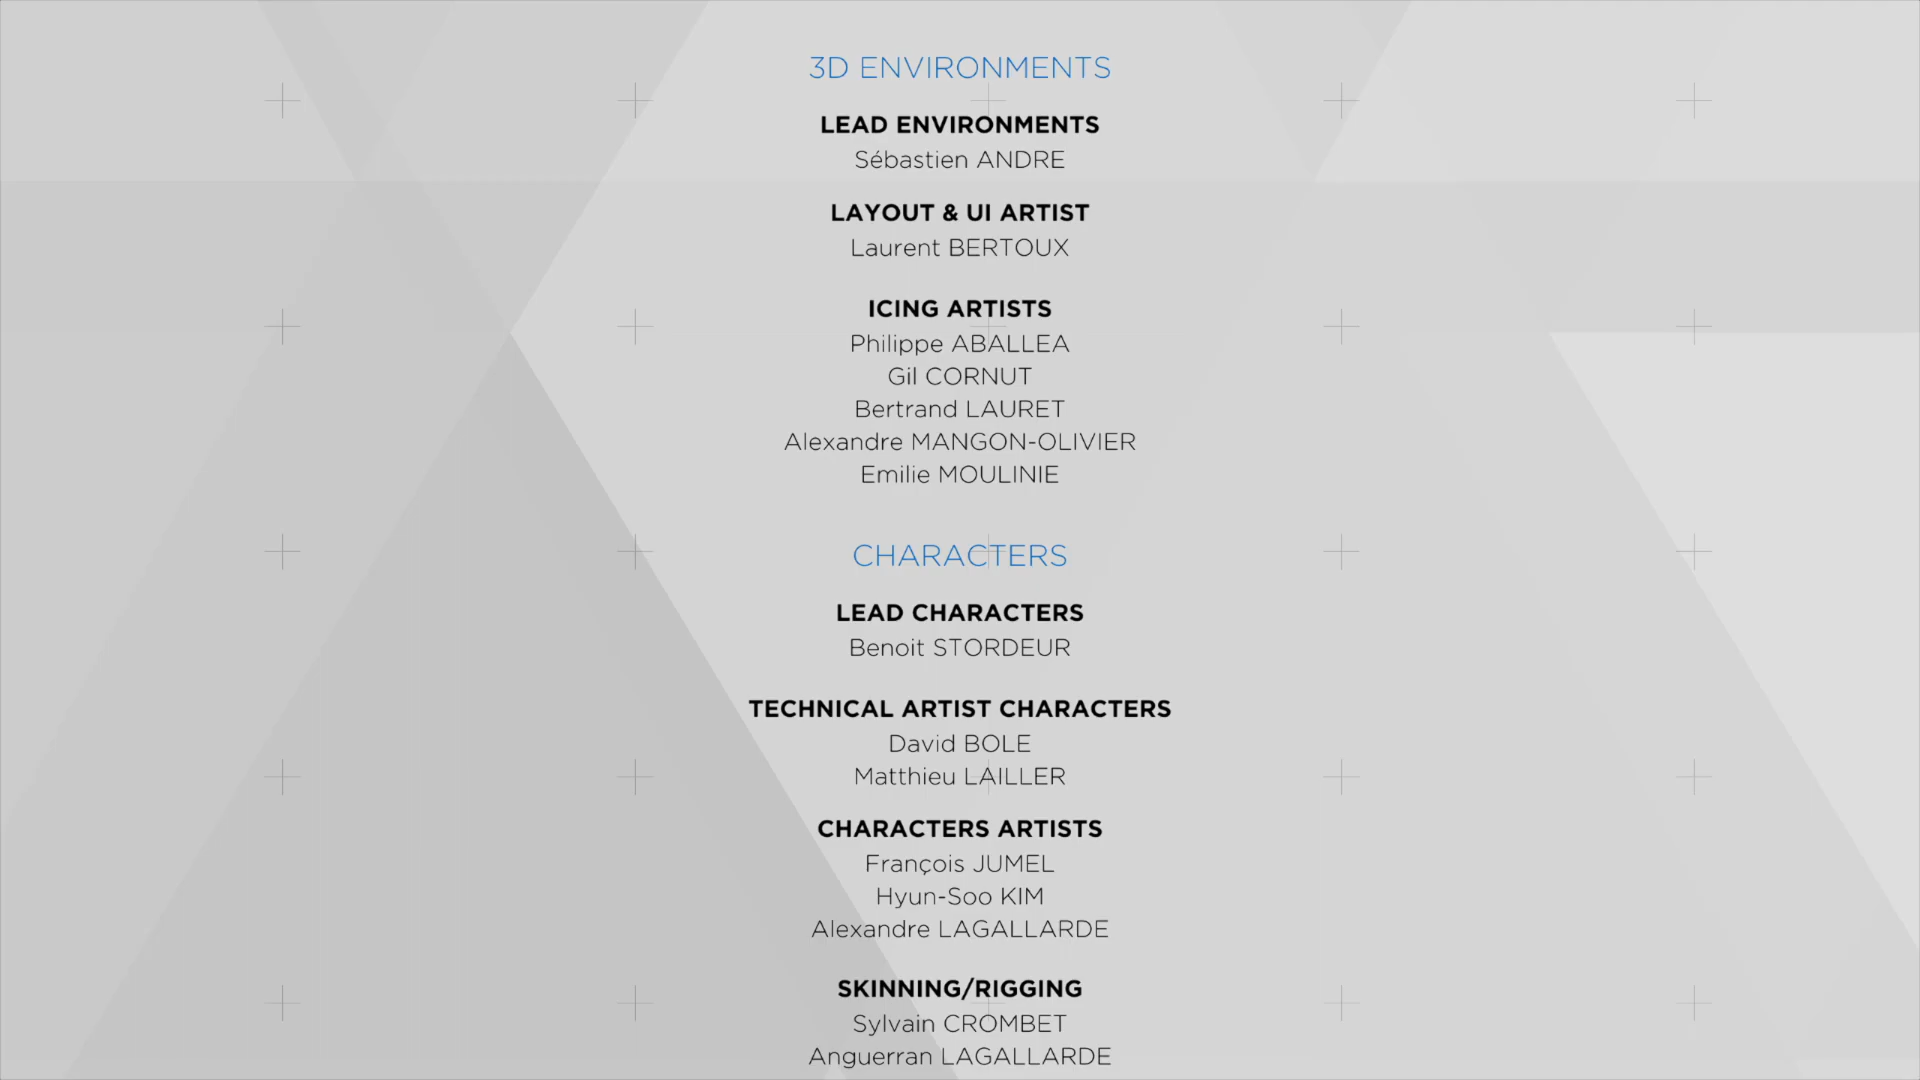 3D ENVIRONMENTS
LEAD ENVIRONMENTS
Sébastien ANDRE
LAYOUT & UI ARTIST
Laurent BERTOUX
ICING ARTISTS
Philippe ABALLEA
Gil CORNUT
Bertrand LAURET
Alexandre MANGON-OLIVIER
Emilie MOULINIE
CHARACTERS
LEAD CHARACTERS
Benoit STORDEUR
TECHNICAL ARTIST CHARACTERS
David BOLE
Matthieu LAILLER
CHARACTERS ARTISTS
François JUMEL
Hyun-Soo KIM
Alexandre LAGALLARDE
SKINNING/RIGGING
Sylvain CROMBET
Anguerran LAGALLARDE